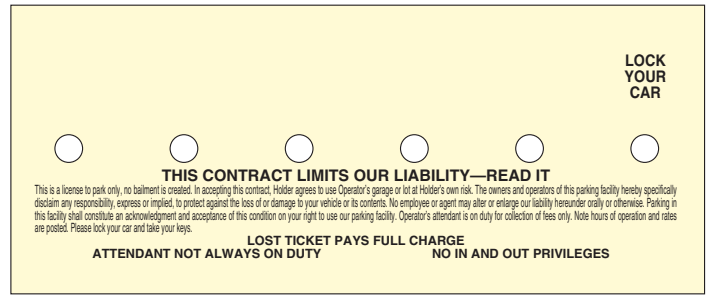 LOCK
YOUR
CAR
THIS CONTRACT LIMITS OUR LIABILITY—READ IT
This is a license to park only, no bailment is created. In accepting this contract, Holder agrees to use Operator's garage or lot at Holder's own risk. The owners and operators of this parking facility hereby specifically
disclaim any responsibility, express or implied, to protect against the loss of or damage to your vehicle or its contents. No employee or agent may alter or enlarge our liability hereunder orally or otherwise. Parking in
this facility shall constitute an acknowledgment and acceptance of this condition on your right to use our parking facility. Operator's attendant is on duty for collection of fees only. Note hours of operation and rates
are posted. Please lock your car and take your keys.
LOST TICKET PAYS FULL CHARGE
ATTENDANT NOT ALWAYS ON DUTY NO IN AND OUT PRIVILEGES